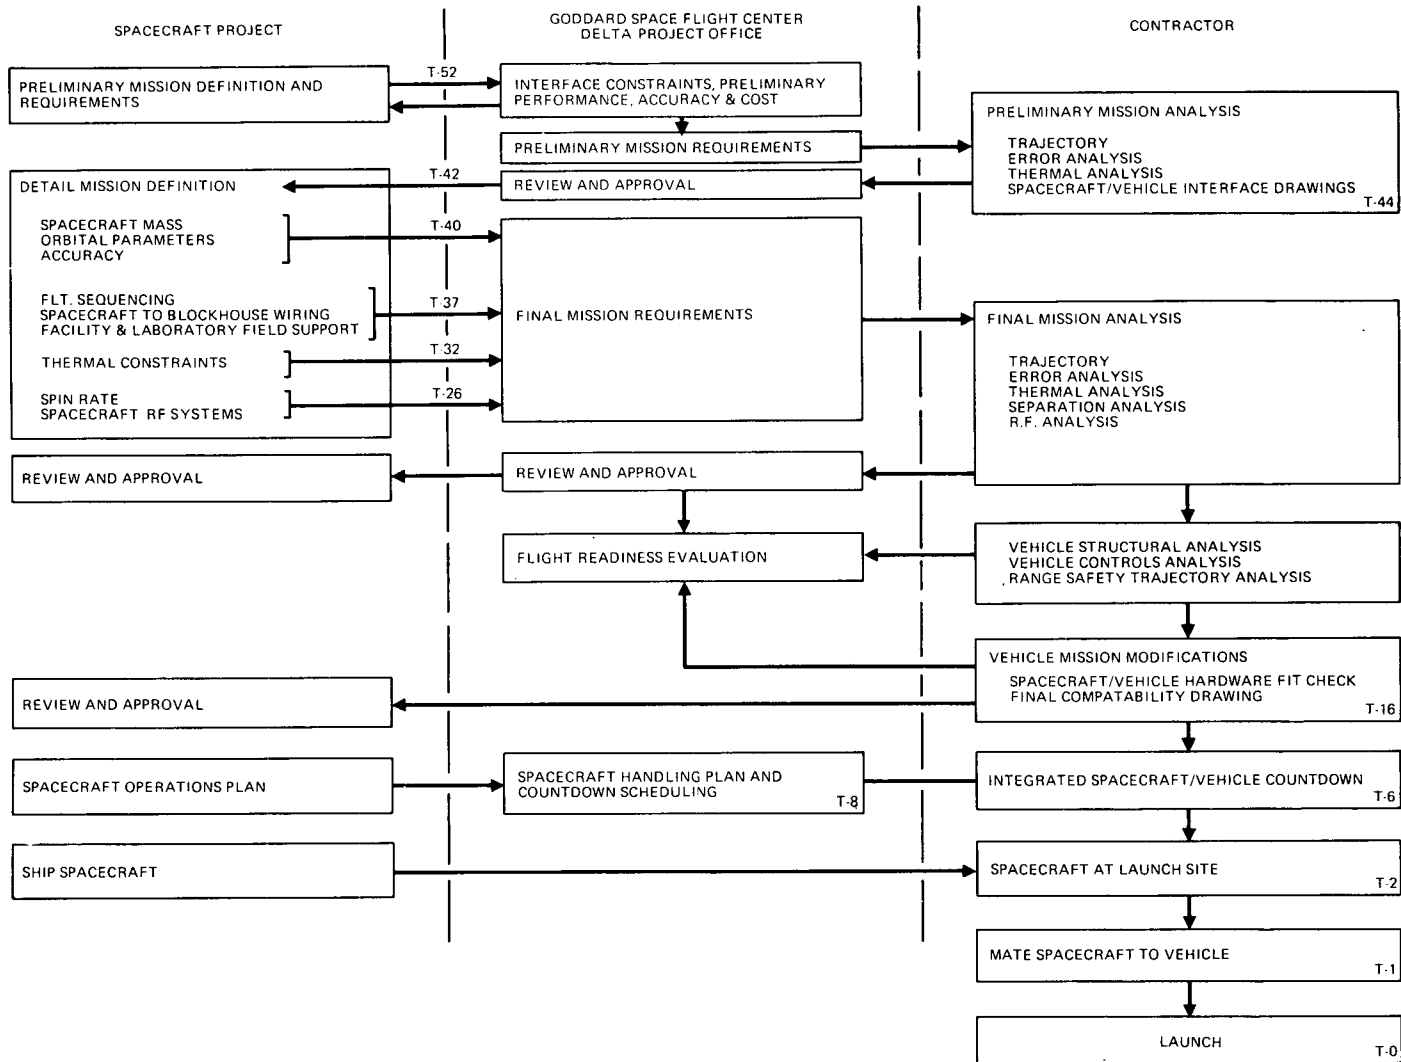 SPACECRAFT PROJECT
GODDARD SPACE FLIGHT CENTER
DELTA PROJECT OFFICE
CONTRACTOR
PRELIMINARY MISSION DEFINITION AND
REQUIREMENTS
T-52
INTERFACE CONSTRAINTS, PRELIMINARY
PERFORMANCE, ACCURACY & COST
PRELIMINARY MISSION REQUIREMENTS
PRELIMINARY MISSION ANALYSIS
TRAJECTORY
ERROR ANALYSIS
THERMAL ANALYSIS
SPACECRAFT/VEHICLE INTERFACE DRAWINGS
T-44
REVIEW AND APPROVAL
T-42
DETAIL MISSION DEFINITION
SPACECRAFT MASS
ORBITAL PARAMETERS
ACCURACY
T-40
FLT. SEQUENCING
SPACECRAFT TO BLOCKHOUSE WIRING
FACILITY & LABORATORY FIELD SUPPORT
T-37
THERMAL CONSTRAINTS
T-32
SPIN RATE
SPACECRAFT RF SYSTEMS
T-26
FINAL MISSION REQUIREMENTS
FINAL MISSION ANALYSIS
TRAJECTORY
ERROR ANALYSIS
THERMAL ANALYSIS
SEPARATION ANALYSIS
R.F. ANALYSIS
REVIEW AND APPROVAL
REVIEW AND APPROVAL
FLIGHT READINESS EVALUATION
VEHICLE STRUCTURAL ANALYSIS
VEHICLE CONTROLS ANALYSIS
RANGE SAFETY TRAJECTORY ANALYSIS
VEHICLE MISSION MODIFICATIONS
SPACECRAFT/VEHICLE HARDWARE FIT CHECK
FINAL COMPATABILITY DRAWING
T-16
REVIEW AND APPROVAL
SPACECRAFT OPERATIONS PLAN
SPACECRAFT HANDLING PLAN AND
COUNTDOWN SCHEDULING
T-8
INTEGRATED SPACECRAFT/VEHICLE COUNTDOWN
T-6
SHIP SPACECRAFT
SPACECRAFT AT LAUNCH SITE
T-2
MATE SPACECRAFT TO VEHICLE
T-1
LAUNCH
T-0